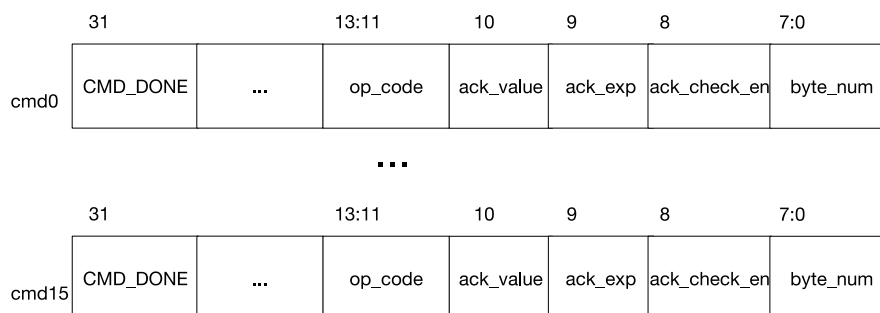 31 13:11 10 9 8 7:0
cmd0 CMD_DONE ... op_code ack_value ack_exp ack_check_en byte_num
...
31 13:11 10 9 8 7:0
cmd15 CMD_DONE ... op_code ack_value ack_exp ack_check_en byte_num